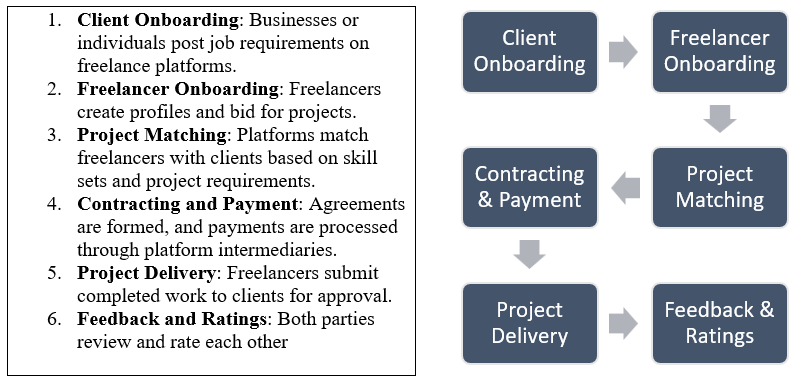 1. Client Onboarding: Businesses or
individuals post job requirements on
freelance platforms.
2. Freelancer Onboarding: Freelancers
create profiles and bid for projects.
3. Project Matching: Platforms match
freelancers with clients based on skill
sets and project requirements.
4. Contracting and Payment: Agreements
are formed, and payments are processed
through platform intermediaries.
5. Project Delivery: Freelancers submit
completed work to clients for approval.
6. Feedback and Ratings: Both parties
review and rate each other
Client
Onboarding
Freelancer
Onboarding
Project
Matching
Contracting
& Payment
Project
Delivery
Feedback &
Ratings